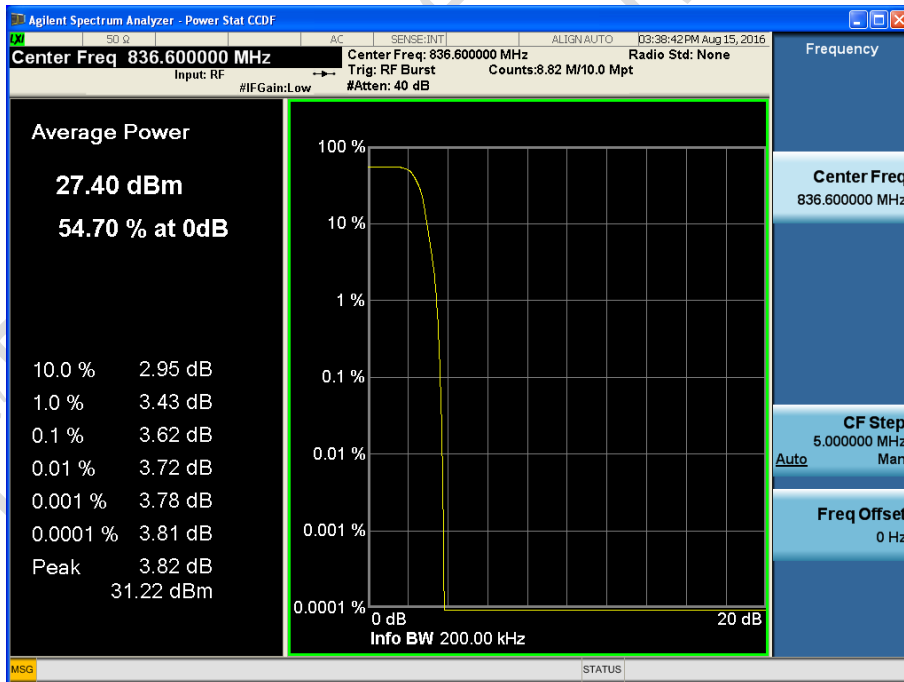 Agilent Spectrum Analyzer - Power Stat CCDF
LXI 50 Ω AC SENSE:INT ALIGN AUTO 03:38:42 PM Aug 15, 2016
Center Freq 836.600000 MHz Center Freq: 836.600000 MHz Radio Std: None
Input: RF Trig: RF Burst Counts:8.82 M/10.0 Mpt
#IFGain:Low #Atten: 40 dB
Frequency
Average Power
27.40 dBm
54.70 % at 0dB
10.0 % 2.95 dB
1.0 % 3.43 dB
0.1 % 3.62 dB
0.01 % 3.72 dB
0.001 % 3.78 dB
0.0001 % 3.81 dB
Peak 3.82 dB
31.22 dBm
100 %
10 %
1 %
0.1 %
0.01 %
0.001 %
0.0001 %
0 dB 20 dB
Info BW 200.00 kHz
Center Freq
836.600000 MHz
CF Step
5.000000 MHz
Auto Man
Freq Offset
0 Hz
MSG STATUS